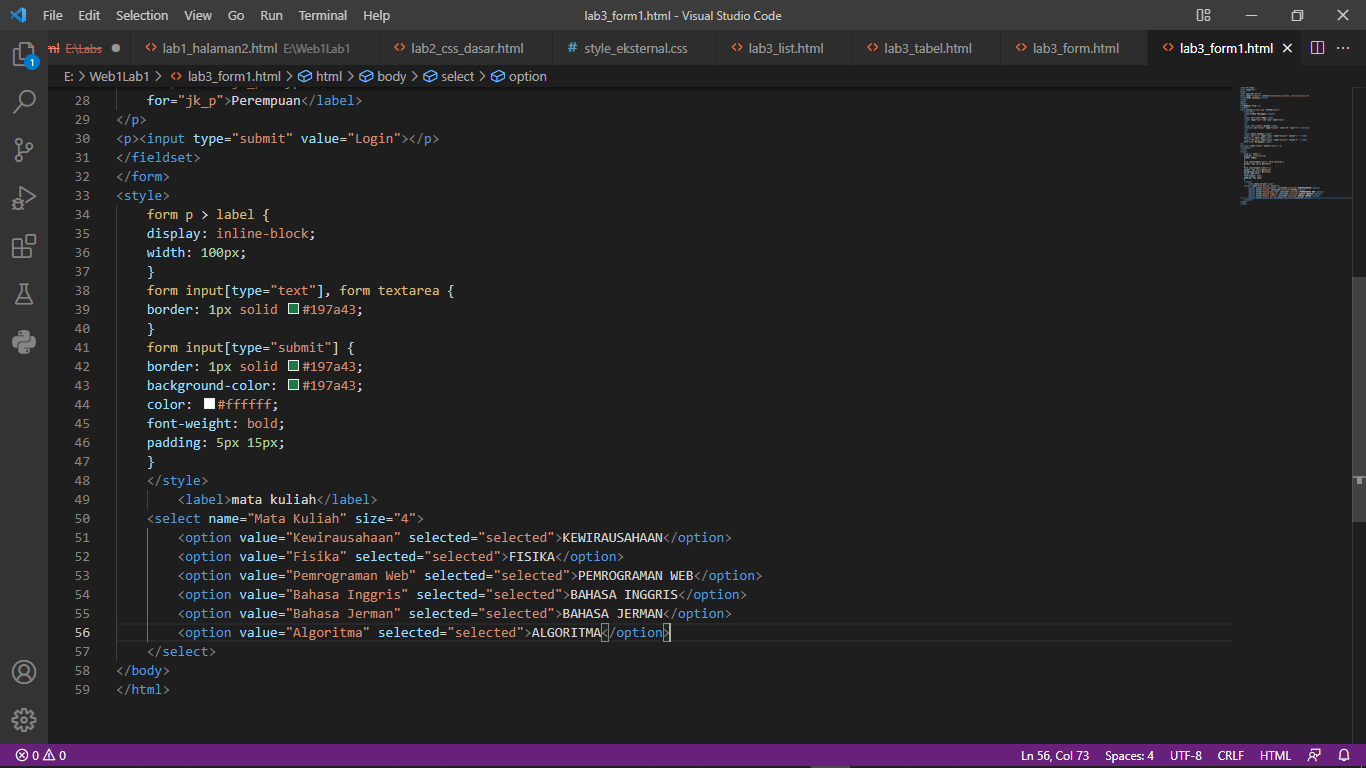 File Edit Selection View Go Run Terminal Help lab3_form1.html - Visual Studio Code
ml E:\Labs lab1_halaman2.html E:\Web1Lab1 lab2_css_dasar.html style_eksternal.css lab3_list.html lab3_tabel.html lab3_form.html lab3_form1.html
E: > Web1Lab1 > lab3_form1.html > html > body > select > option
28 for="jk_p">Perempuan</label>
29 </p>
30 <p><input type="submit" value="Login"></p>
31 </fieldset>
32 </form>
33 <style>
34 form p > label {
35 display: inline-block;
36 width: 100px;
37 }
38 form input[type="text"], form textarea {
39 border: 1px solid #197a43;
40 }
41 form input[type="submit"] {
42 border: 1px solid #197a43;
43 background-color: #197a43;
44 color: #ffffff;
45 font-weight: bold;
46 padding: 5px 15px;
47 }
48 </style>
49 <label>mata kuliah</label>
50 <select name="Mata Kuliah" size="4">
51 <option value="Kewirausahaan" selected="selected">KEWIRAUSAHAAN</option>
52 <option value="Fisika" selected="selected">FISIKA</option>
53 <option value="Pemrograman Web" selected="selected">PEMROGRAMAN WEB</option>
54 <option value="Bahasa Inggris" selected="selected">BAHASA INGGRIS</option>
55 <option value="Bahasa Jerman" selected="selected">BAHASA JERMAN</option>
56 <option value="Algoritma" selected="selected">ALGORITMA</option>
57 </select>
58 </body>
59 </html>
1
0 0 Ln 56, Col 73 Spaces: 4 UTF-8 CRLF HTML